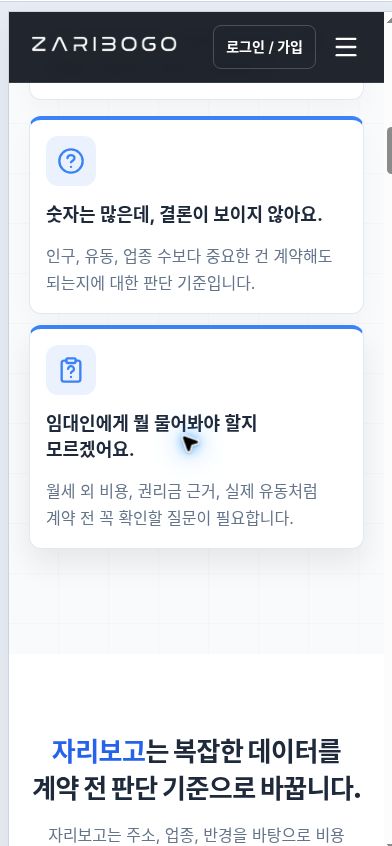 ZARIBOGO
로그인 / 가입
숫자는 많은데, 결론이 보이지 않아요.
인구, 유동, 업종 수보다 중요한 건 계약해도
되는지에 대한 판단 기준입니다.
임대인에게 뭘 물어봐야 할지
모르겠어요.
월세 외 비용, 권리금 근거, 실제 유동처럼
계약 전 꼭 확인할 질문이 필요합니다.
자리보고는 복잡한 데이터를
계약 전 판단 기준으로 바꿉니다.
자리보고는 주소, 업종, 반경을 바탕으로 비용